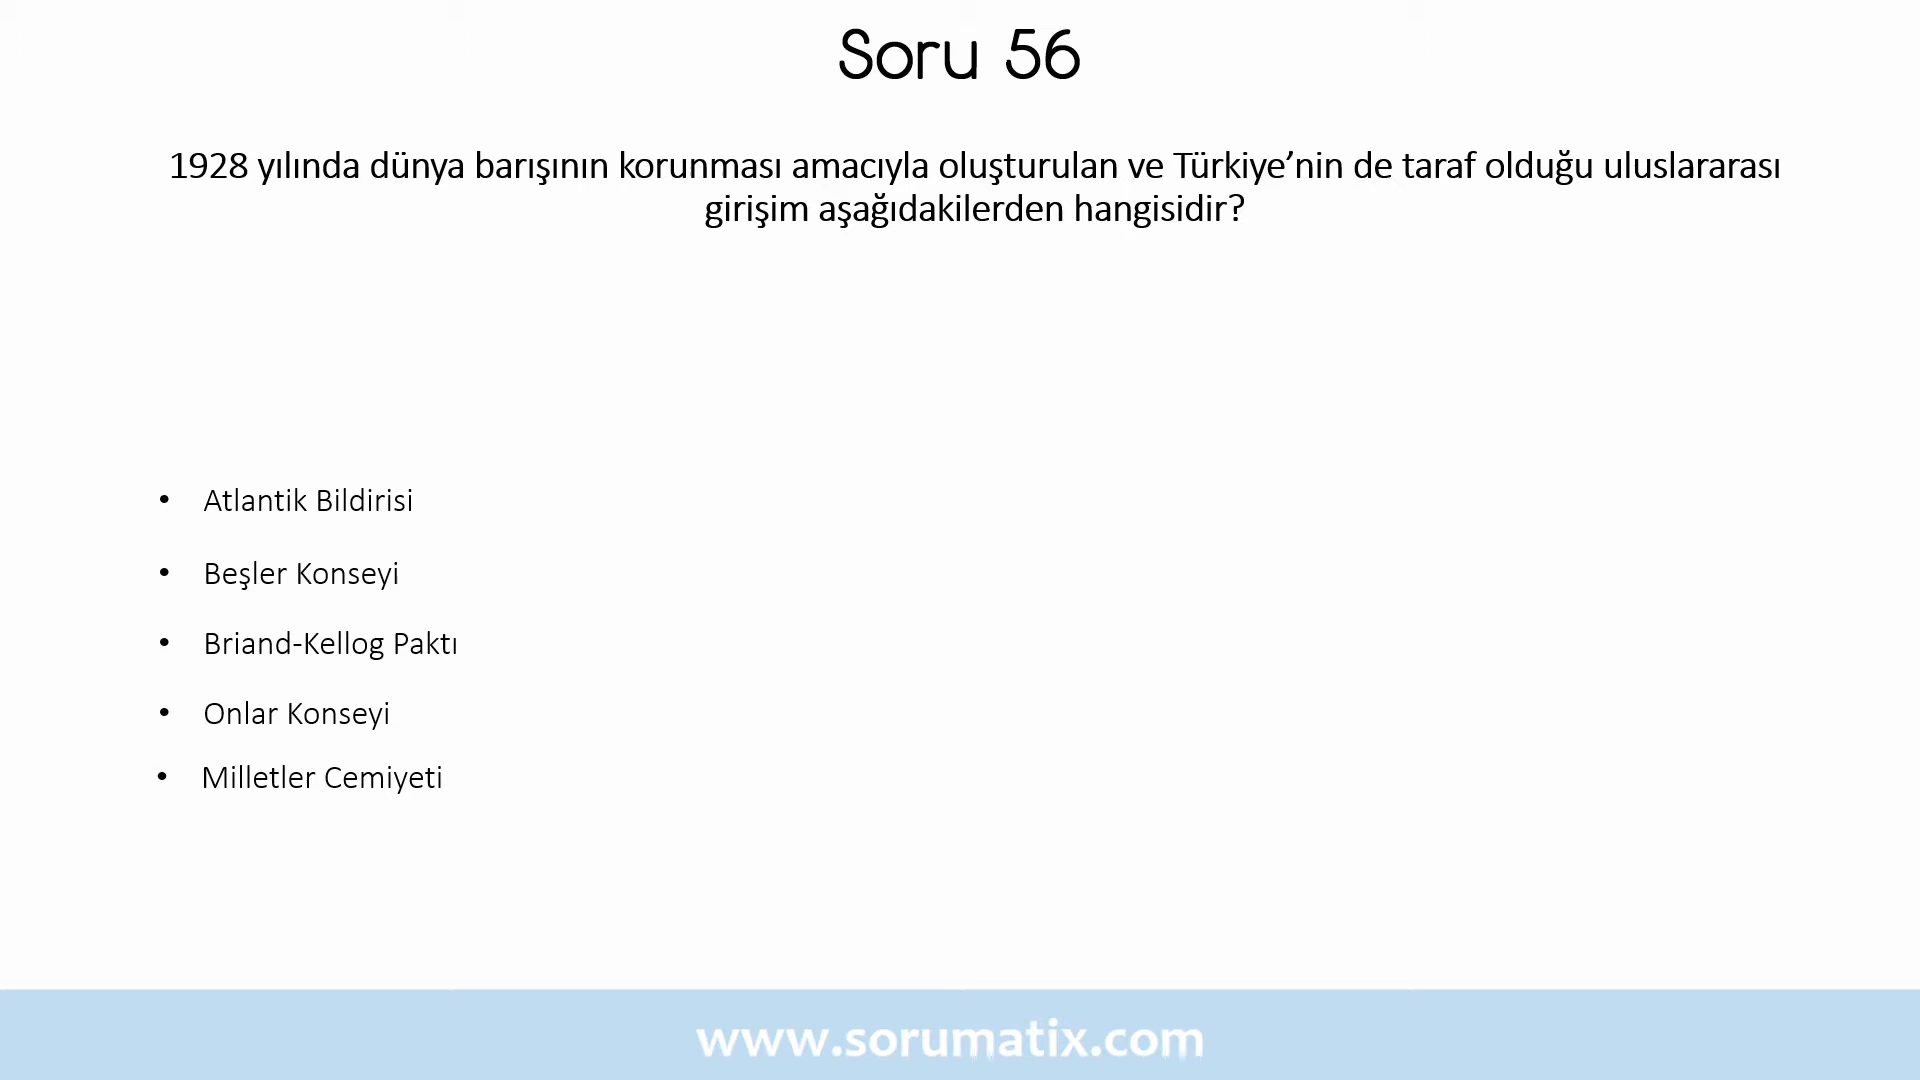 Soru 56
1928 yılında dünya barışının korunması amacıyla oluşturulan ve Türkiye’nin de taraf olduğu uluslararası
girişim aşağıdakilerden hangisidir?
• Atlantik Bildirisi
• Beşler Konseyi
• Briand-Kellog Paktı
• Onlar Konseyi
• Milletler Cemiyeti
www.sorumatix.com